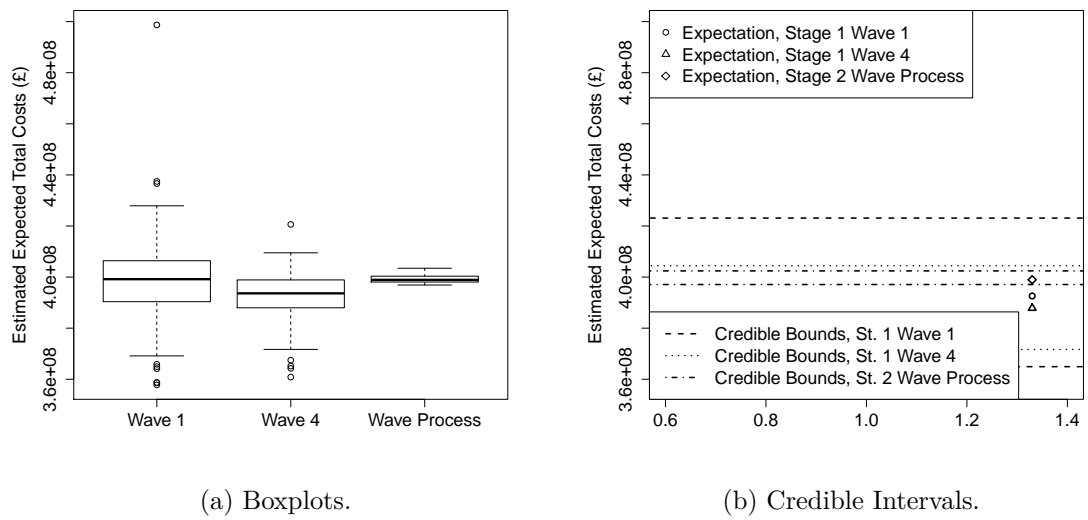 Estimated Expected Total Costs (£)
3.6e+08
4.0e+08
4.4e+08
4.8e+08
Wave 1
Wave 4
Wave Process
(a) Boxplots.
Estimated Expected Total Costs (£)
3.6e+08
4.0e+08
4.4e+08
4.8e+08
Expectation, Stage 1 Wave 1
Expectation, Stage 1 Wave 4
Expectation, Stage 2 Wave Process
Credible Bounds, St. 1 Wave 1
Credible Bounds, St. 1 Wave 4
Credible Bounds, St. 2 Wave Process
0.6
0.8
1.0
1.2
1.4
(b) Credible Intervals.